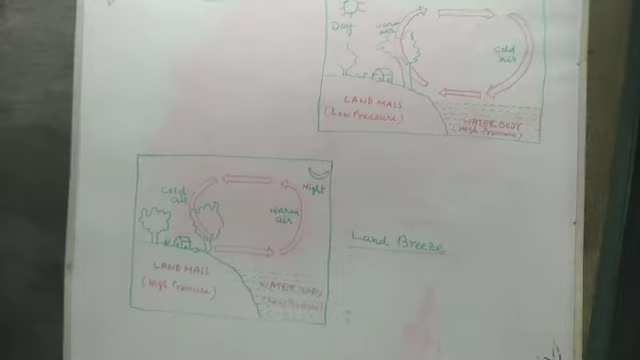 Day
warm
air
Cold
air
LAND MASS
(Low Pressure)
WATER BODY
(High Pressure)
Night
Cold
air
warm
air
LAND MASS
(High Pressure)
WATER BODY
(Low Pressure)
Land Breeze